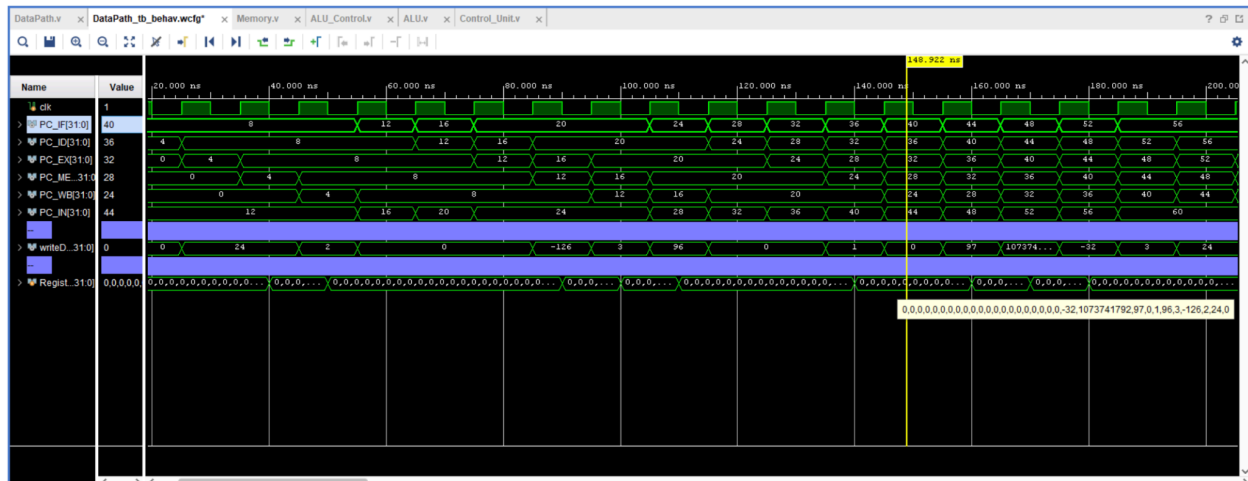 DataPath.v × DataPath_tb_behav.wcfg* × Memory.v × ALU_Control.v × ALU.v × Control_Unit.v × ?
148.922 ns
Name Value 20.000 ns 40.000 ns 60.000 ns 80.000 ns 100.000 ns 120.000 ns 140.000 ns 160.000 ns 180.000 ns 200.00
clk 1
> PC_IF[31:0] 40 8 12 16 20 24 28 32 36 40 44 48 52 56
> PC_ID[31:0] 36 4 8 12 16 20 24 28 32 36 40 44 48 52 56
> PC_EX[31:0] 32 0 4 8 12 16 20 24 28 32 36 40 44 48 52
> PC_ME...31:0] 28 0 4 8 12 16 20 24 28 32 36 40 44 48
> PC_WB[31:0] 24 0 4 8 12 16 20 24 28 32 36 40 44
> PC_IN[31:0] 44 12 16 20 24 28 32 36 40 44 48 52 56 60
--
> writeD...31:0] 0 0 24 2 0 -126 3 96 0 1 0 97 107374... -32 3 24
--
> Regist...31:0] 0,0,0,0,0, 0,0,0,0,0,0,0,0,0,0... 0,0,0,... 0,0,0,0,0,0,0,0,0,0,0,0,0,0,0,0,0,0... 0,0,0,... 0,0,0,... 0,0,0,0,0,0,0,0,0,0,0,0,0... 0,0,0,0,0,0,0,0,0... 0,0,0,... 0,0,0,... 0,0,0,0,0,0,0,0,0,0,0,...
0,0,0,0,0,0,0,0,0,0,0,0,0,0,0,0,0,0,0,0,0,-32,1073741792,97,0,1,96,3,-126,2,24,0